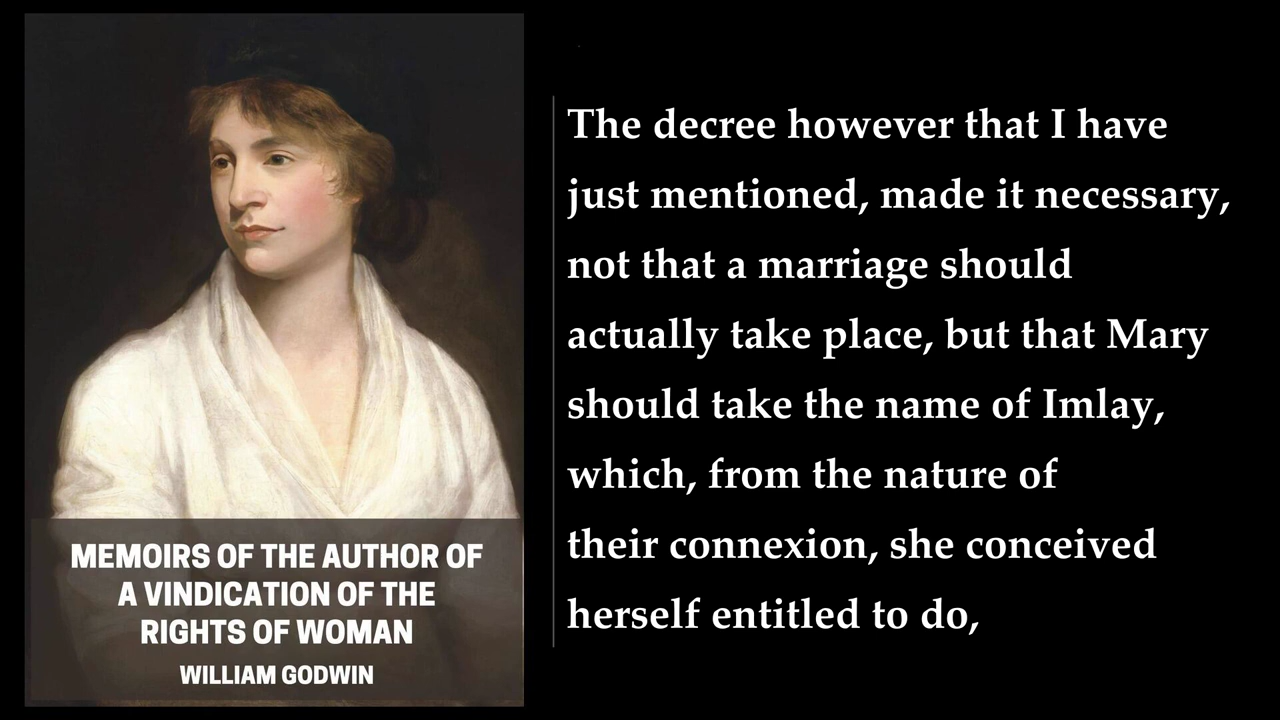 MEMOIRS OF THE AUTHOR OF
A VINDICATION OF THE
RIGHTS OF WOMAN
WILLIAM GODWIN
The decree however that I have
just mentioned, made it necessary,
not that a marriage should
actually take place, but that Mary
should take the name of Imlay,
which, from the nature of
their connexion, she conceived
herself entitled to do,